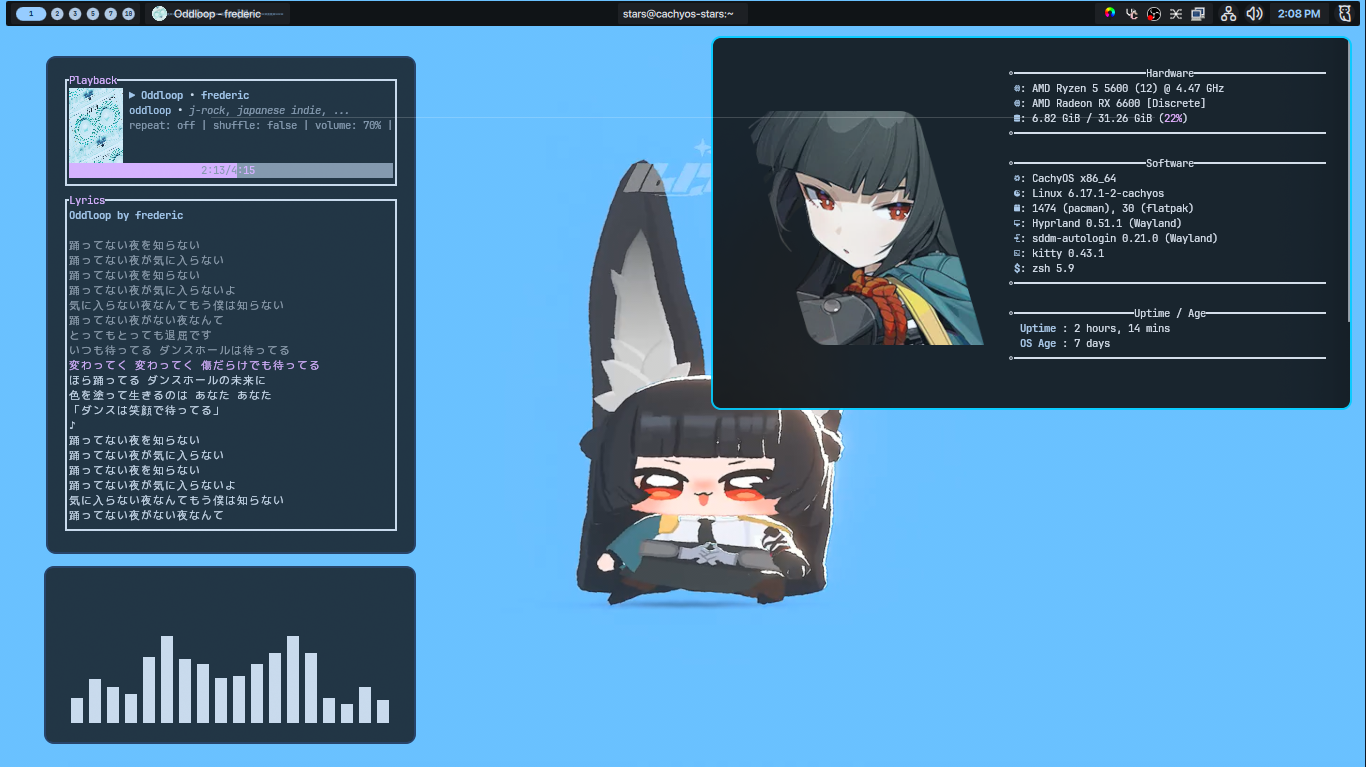 1 2 3 5 7 10
Oddloop - frederic
stars@cachyos-stars:~
2:08 PM
Playback
▶ Oddloop • frederic
oddloop • j-rock, japanese indie, ...
repeat: off | shuffle: false | volume: 70% |
2:13/4:15
Lyrics
Oddloop by frederic
踊ってない夜を知らない
踊ってない夜が気に入らない
踊ってない夜を知らない
踊ってない夜が気に入らないよ
気に入らない夜なんてもう僕は知らない
踊ってない夜がない夜なんて
とってもとっても退屈です
いつも待ってる ダンスホールは待ってる
変わってく 変わってく 傷だらけでも待ってる
ほら踊ってる ダンスホールの未来に
色を塗って生きるのは あなた あなた
「ダンスは笑顔で待ってる」
♪
踊ってない夜を知らない
踊ってない夜が気に入らない
踊ってない夜を知らない
踊ってない夜が気に入らないよ
気に入らない夜なんてもう僕は知らない
踊ってない夜がない夜なんて
Hardware
: AMD Ryzen 5 5600 (12) @ 4.47 GHz
: AMD Radeon RX 6600 [Discrete]
: 6.82 GiB / 31.26 GiB (22%)
Software
: CachyOS x86_64
: Linux 6.17.1-2-cachyos
: 1474 (pacman), 30 (Flatpak)
: Hyprland 0.51.1 (Wayland)
: sddm-autologin 0.21.0 (Wayland)
: kitty 0.43.1
$: zsh 5.9
Uptime / Age
Uptime : 2 hours, 14 mins
OS Age : 7 days